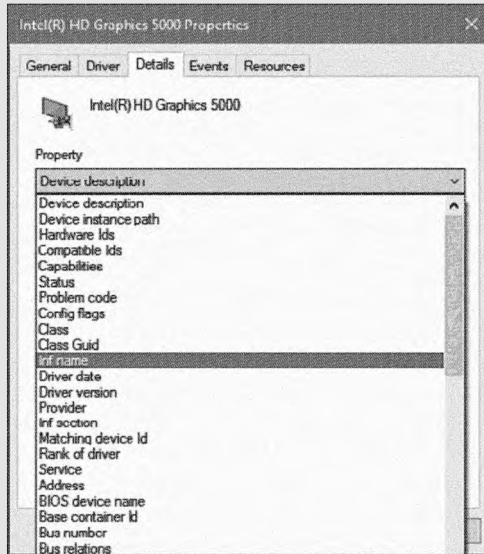 Intel(R) HD Graphics 5000 Properties
General Driver Details Events Resources
Intel(R) HD Graphics 5000
Property
Device description
Device description
Device instance path
Hardware Ids
Compatible Ids
Capabilities
Status
Problem code
Config flags
Class
Class Guid
Inf name
Driver date
Driver version
Provider
Inf section
Matching device Id
Rank of driver
Service
Address
BIOS device name
Base container Id
Bus number
Bus relations